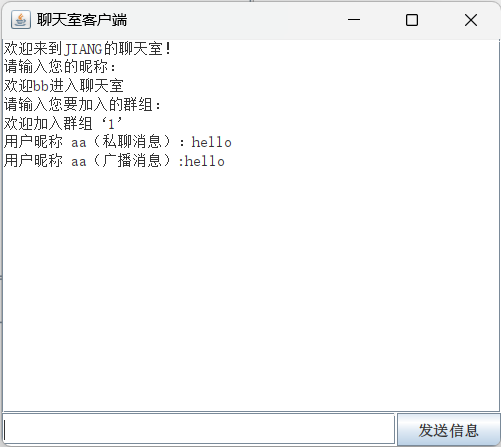 聊天室客户端
欢迎来到JIANG的聊天室！
请输入您的昵称：
欢迎bb进入聊天室
请输入您要加入的群组：
欢迎加入群组‘1’
用户昵称 aa（私聊消息）：hello
用户昵称 aa（广播消息）:hello
发送信息